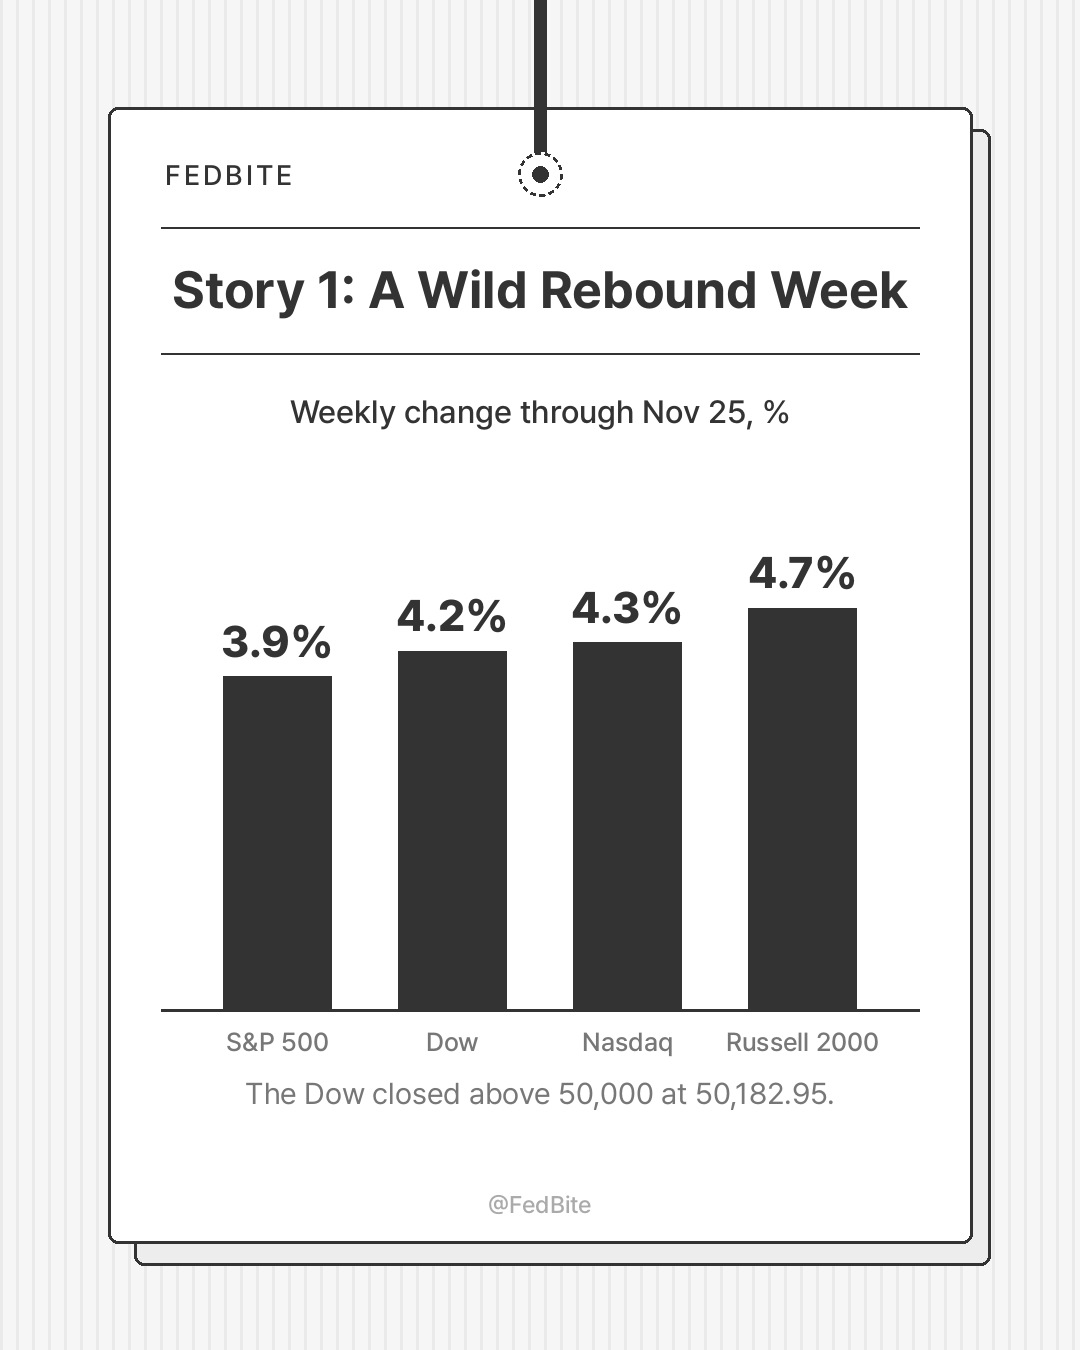 FEDBITE
Story 1: A Wild Rebound Week
Weekly change through Nov 25, %
3.9%
4.2%
4.3%
4.7%
S&P 500
Dow
Nasdaq
Russell 2000
The Dow closed above 50,000 at 50,182.95.
@FedBite